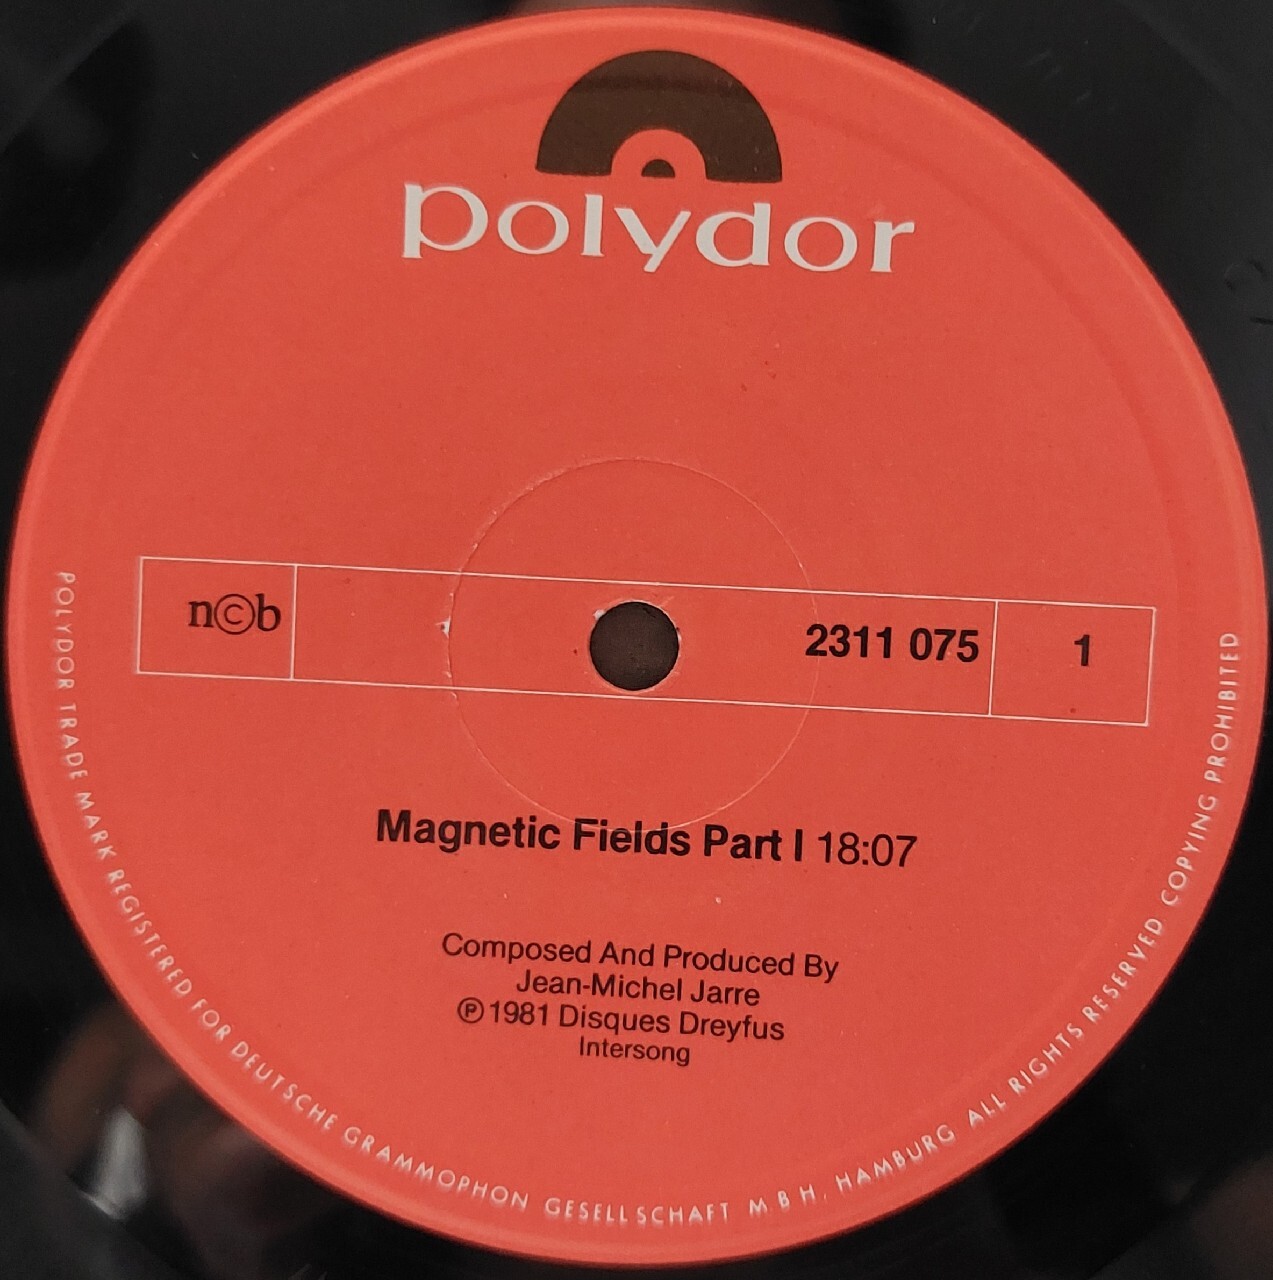 polydor
n©b 2311 075 1
Magnetic Fields Part I 18:07
Composed And Produced By
Jean-Michel Jarre
℗ 1981 Disques Dreyfus
Intersong
POLYDOR TRADE MARK REGISTERED FOR DEUTSCHE GRAMMOPHON GESELLSCHAFT MBH, HAMBURG ALL RIGHTS RESERVED COPYING PROHIBITED